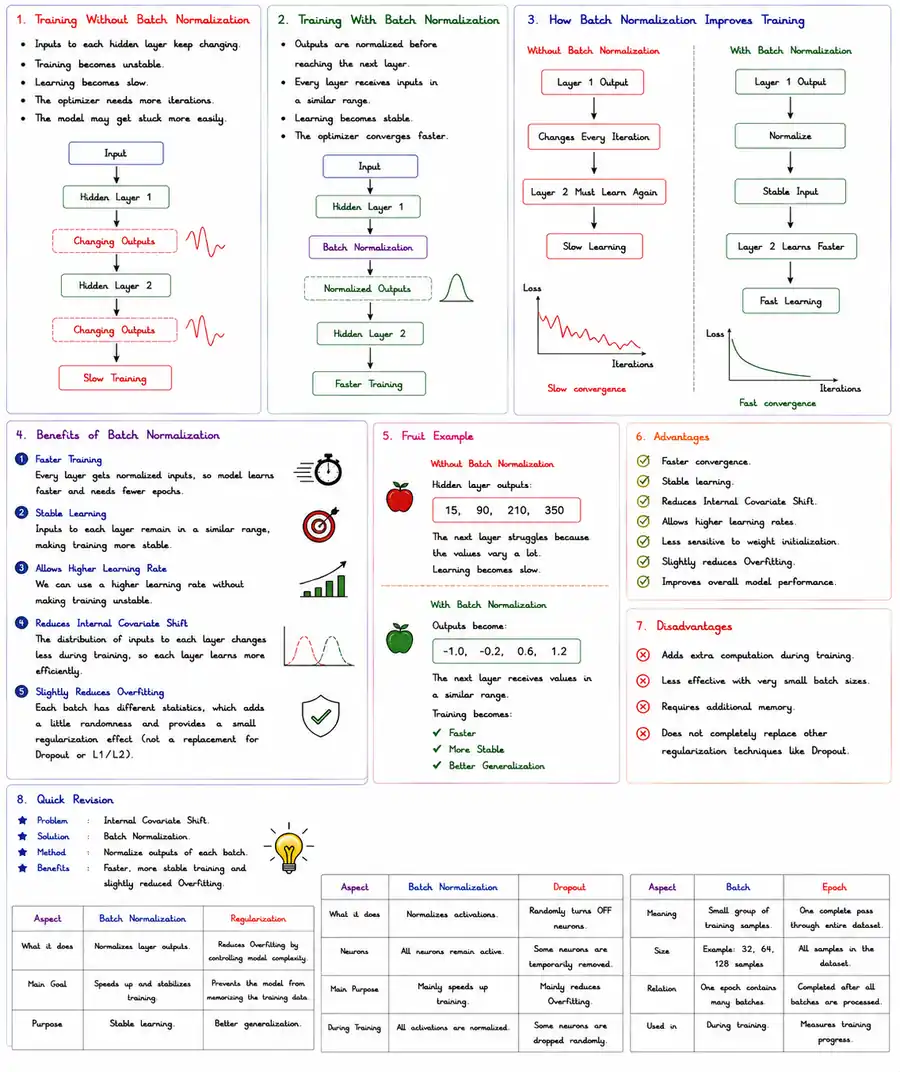 1. Training Without Batch Normalization
• Inputs to each hidden layer keep changing.
• Training becomes unstable.
• Learning becomes slow.
• The optimizer needs more iterations.
• The model may get stuck more easily.
Input
Hidden Layer 1
Changing Outputs
Hidden Layer 2
Changing Outputs
Slow Training
2. Training With Batch Normalization
• Outputs are normalized before
reaching the next layer.
• Every layer receives inputs in
a similar range.
• Learning becomes stable.
• The optimizer converges faster.
Input
Hidden Layer 1
Batch Normalization
Normalized Outputs
Hidden Layer 2
Faster Training
3. How Batch Normalization Improves Training
Without Batch Normalization
Layer 1 Output
Changes Every Iteration
Layer 2 Must Learn Again
Slow Learning
Loss
Iterations
Slow convergence
With Batch Normalization
Layer 1 Output
Normalize
Stable Input
Layer 2 Learns Faster
Fast Learning
Loss
Iterations
Fast convergence
4. Benefits of Batch Normalization
1 Faster Training
Every layer gets normalized inputs, so model learns
faster and needs fewer epochs.
2 Stable Learning
Inputs to each layer remain in a similar range,
making training more stable.
3 Allows Higher Learning Rate
We can use a higher learning rate without
making training unstable.
4 Reduces Internal Covariate Shift
The distribution of inputs to each layer changes
less during training, so each layer learns more
efficiently.
5 Slightly Reduces Overfitting
Each batch has different statistics, which adds
a little randomness and provides a small
regularization effect (not a replacement for
Dropout or L1/L2).
5. Fruit Example
Without Batch Normalization
Hidden layer outputs:
15, 90, 210, 350
The next layer struggles because
the values vary a lot.
Learning becomes slow.
With Batch Normalization
Outputs become:
-1.0, -0.2, 0.6, 1.2
The next layer receives values in
a similar range.
Training becomes:
✓ Faster
✓ More Stable
✓ Better Generalization
6. Advantages
Faster convergence.
Stable learning.
Reduces Internal Covariate Shift.
Allows higher learning rates.
Less sensitive to weight initialization.
Slightly reduces Overfitting.
Improves overall model performance.
7. Disadvantages
Adds extra computation during training.
Less effective with very small batch sizes.
Requires additional memory.
Does not completely replace other
regularization techniques like Dropout.
8. Quick Revision
★ Problem : Internal Covariate Shift.
★ Solution : Batch Normalization.
★ Method : Normalize outputs of each batch.
★ Benefits : Faster, more stable training and
slightly reduced Overfitting.
Aspect Batch Normalization Regularization
What it does Normalizes layer outputs. Reduces Overfitting by
controlling model complexity.
Main Goal Speeds up and stabilizes Prevents the model from
training. memorizing the training data.
Purpose Stable learning. Better generalization.
Aspect Batch Normalization Dropout
What it does Normalizes activations. Randomly turns OFF
neurons.
Neurons All neurons remain active. Some neurons are
temporarily removed.
Main Purpose Mainly speeds up Mainly reduces
training. Overfitting.
During Training All activations are normalized. Some neurons are
dropped randomly.
Aspect Batch Epoch
Meaning Small group of One complete pass
training samples. through entire dataset.
Size Example: 32, 64, All samples in the
128 samples dataset.
Relation One epoch contains Completed after all
many batches. batches are processed.
Used in During training. Measures training
progress.